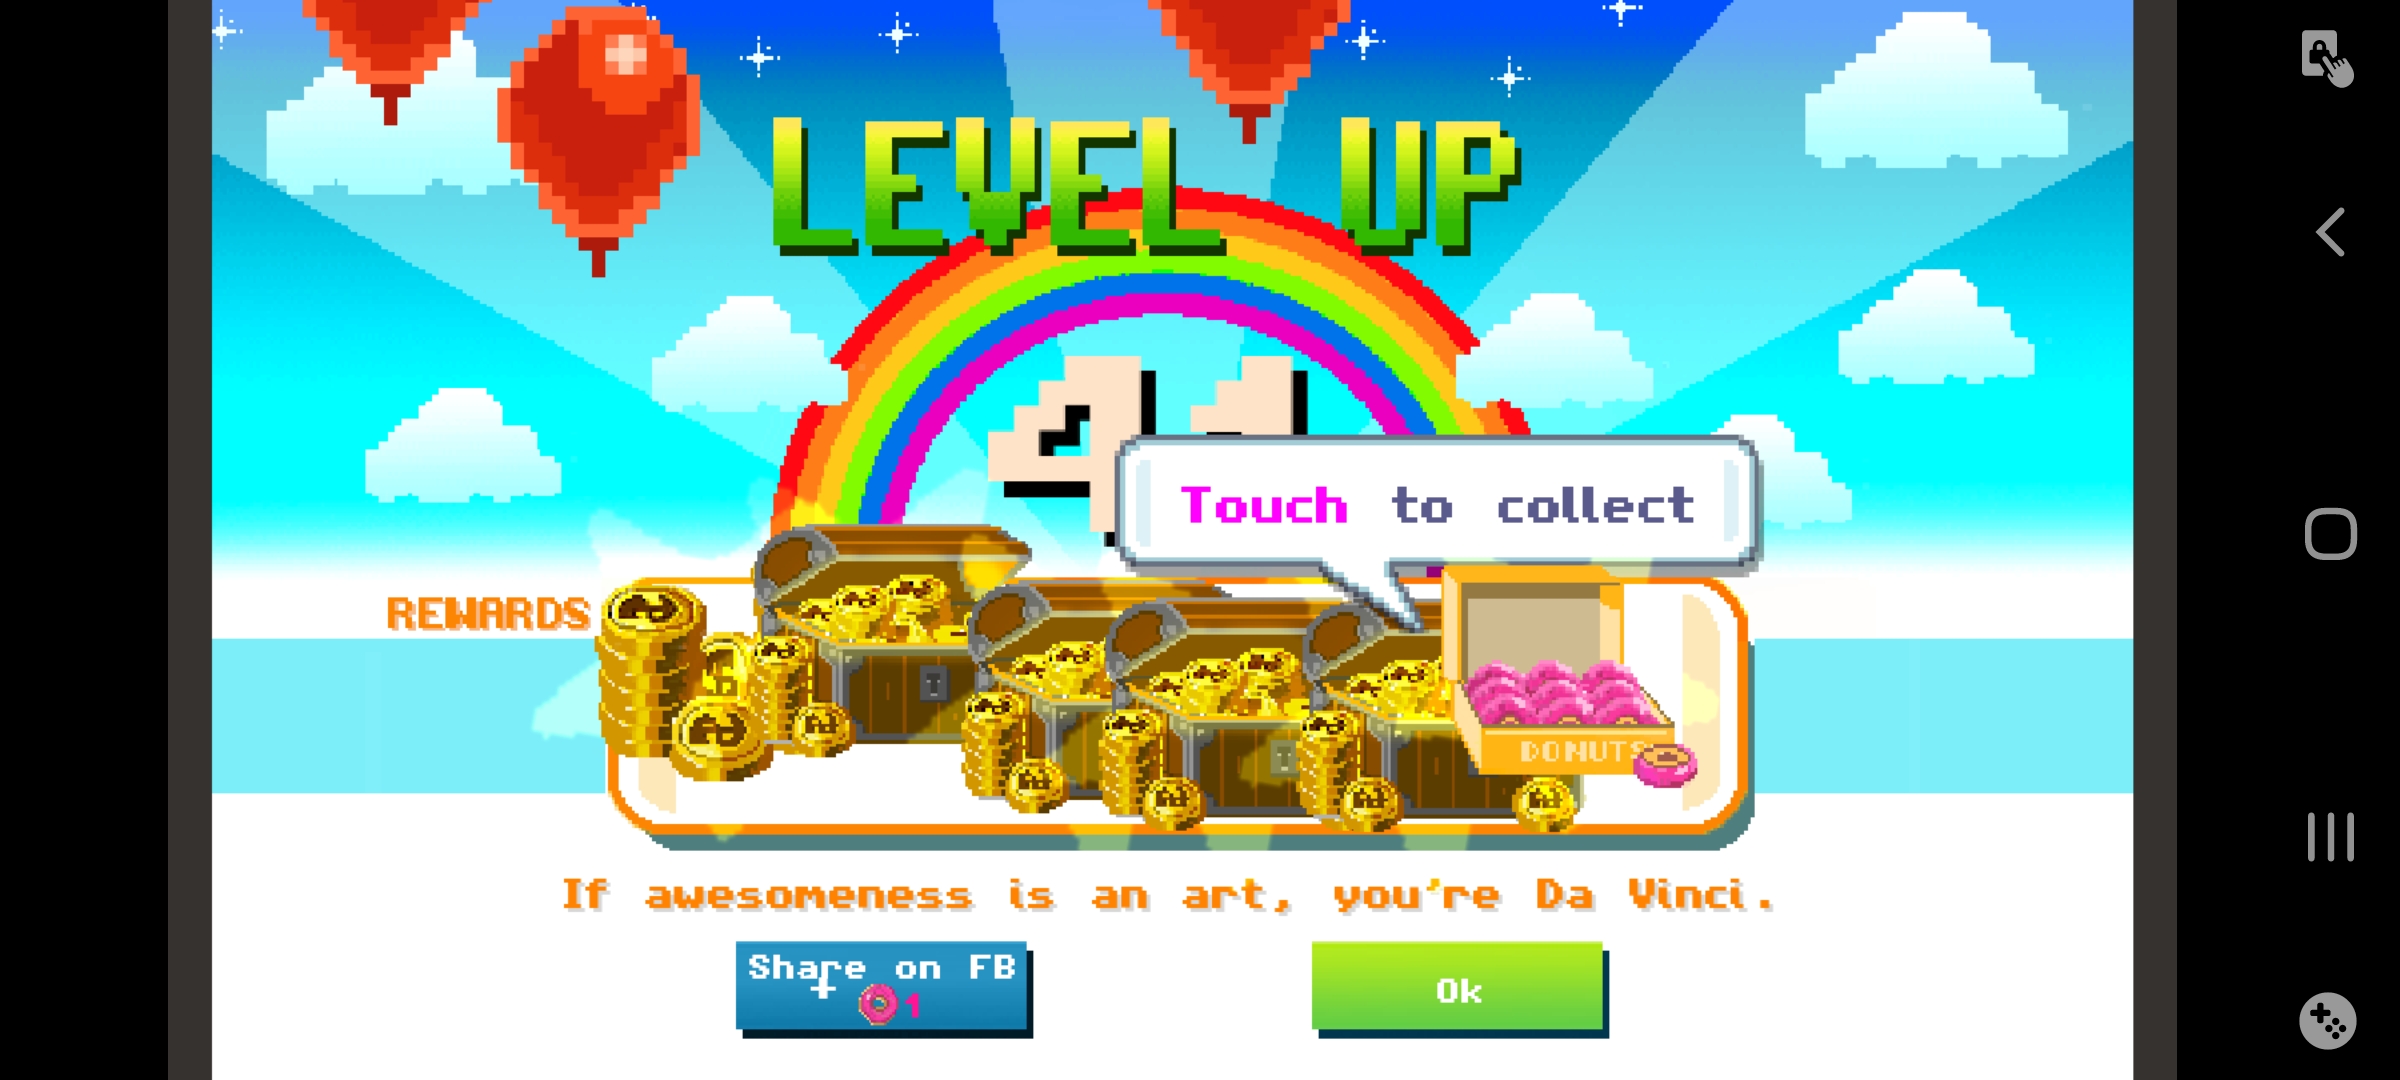 LEVEL UP
Touch to collect
REWARDS
DONUTS
If awesomeness is an art, you're Da Vinci.
Share on FB
+ 1
Ok